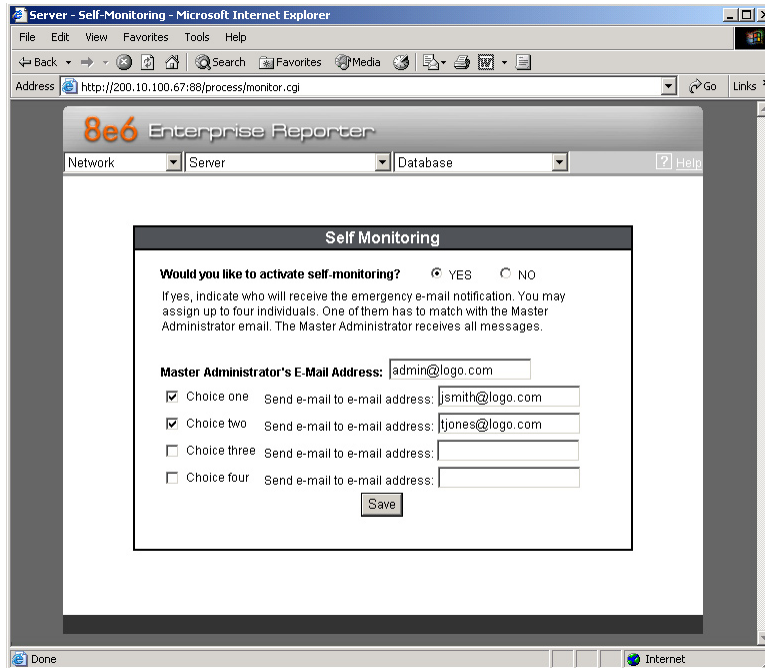 Server - Self-Monitoring - Microsoft Internet Explorer
File Edit View Favorites Tools Help
Back Search Favorites Media
Address http://200.10.100.67:88/process/monitor.cgi Go Links
8e6 Enterprise Reporter
Network Server Database ? Help
Self Monitoring
Would you like to activate self-monitoring? YES NO
If yes, indicate who will receive the emergency e-mail notification. You may
assign up to four individuals. One of them has to match with the Master
Administrator email. The Master Administrator receives all messages.
Master Administrator's E-Mail Address: admin@logo.com
Choice one Send e-mail to e-mail address: jsmith@logo.com
Choice two Send e-mail to e-mail address: tjones@logo.com
Choice three Send e-mail to e-mail address:
Choice four Send e-mail to e-mail address:
Save
Done Internet